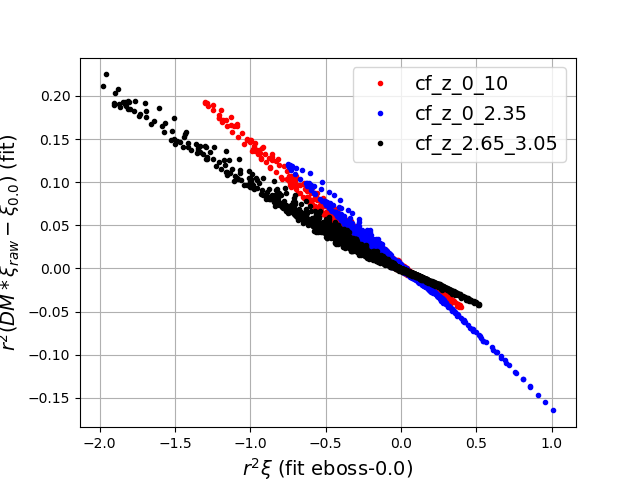 cf_z_0_10
cf_z_0_2.35
cf_z_2.65_3.05
0.20
0.15
0.10
0.05
0.00
−0.05
−0.10
−0.15
−2.0 −1.5 −1.0 −0.5 0.0 0.5 1.0
r²(DM * ξ_raw − ξ_0.0) (fit)
r²ξ (fit eboss-0.0)